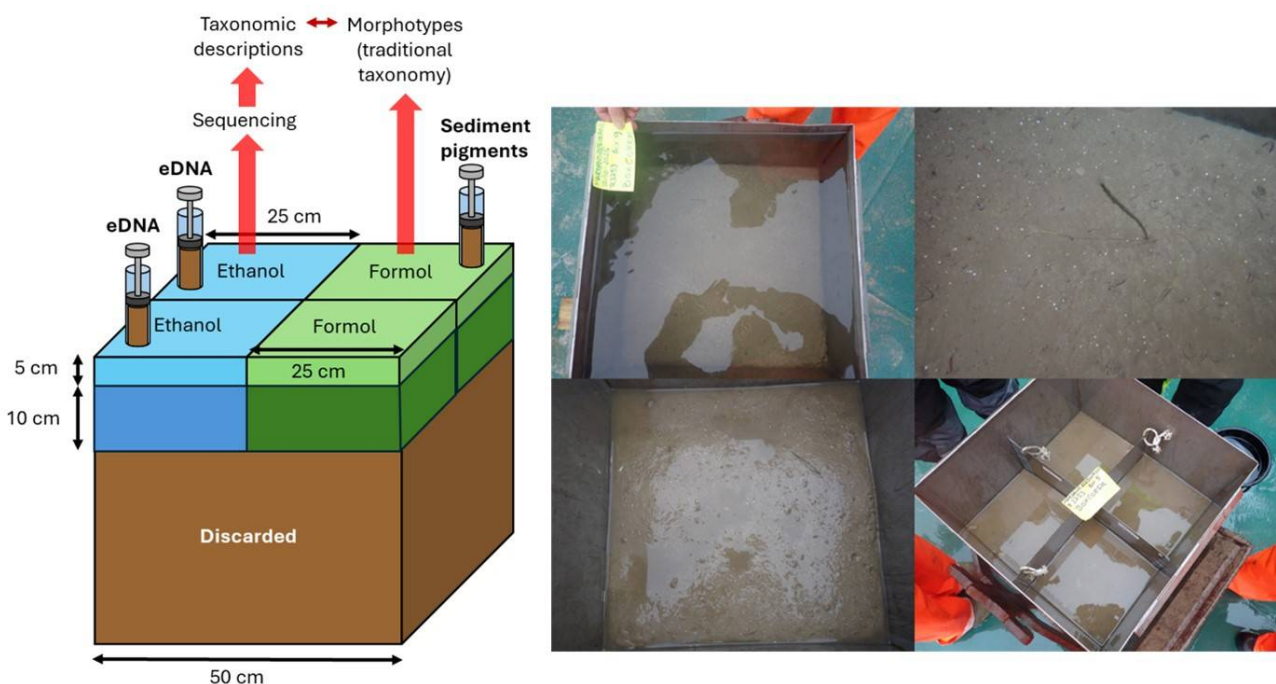 Taxonomic
descriptions
Morphotypes
(traditional
taxonomy)
Sequencing
Sediment
pigments
eDNA
eDNA
25 cm
Ethanol
Formol
Ethanol
Formol
5 cm
25 cm
10 cm
Discarded
50 cm